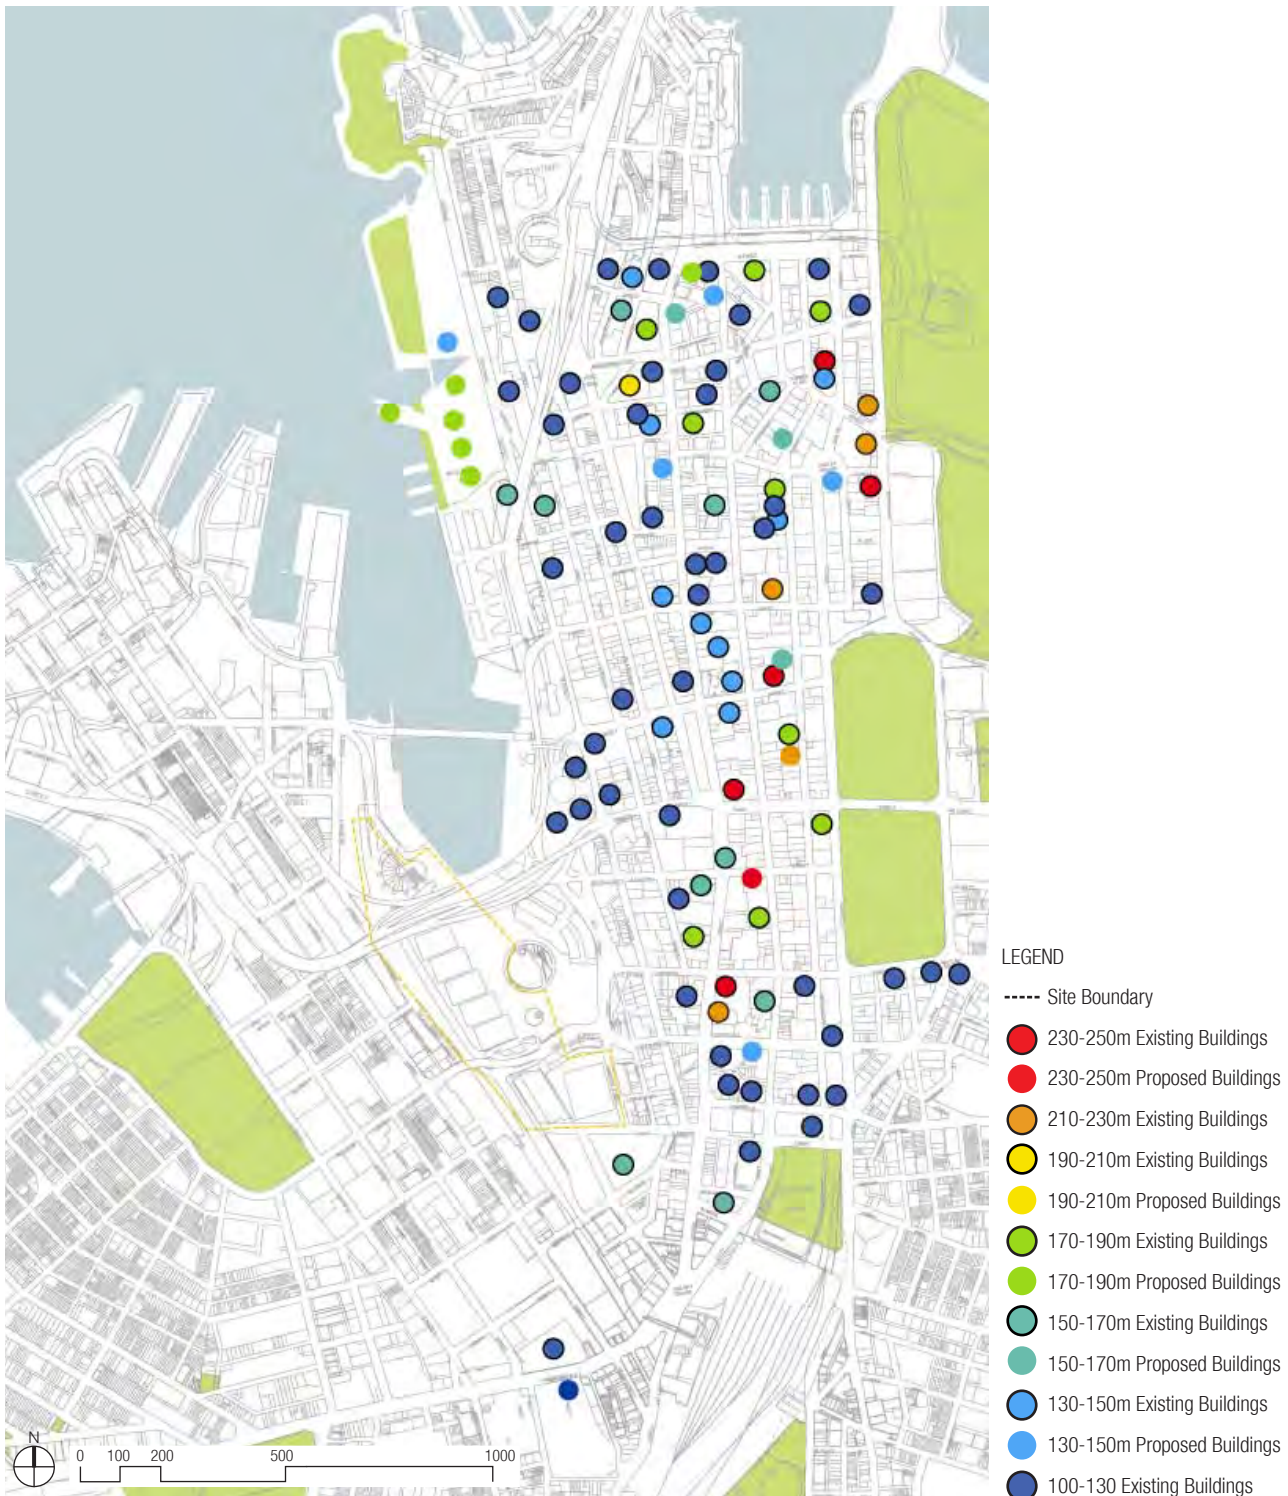 LEGEND
Site Boundary
230-250m Existing Buildings
230-250m Proposed Buildings
210-230m Existing Buildings
190-210m Existing Buildings
190-210m Proposed Buildings
170-190m Existing Buildings
170-190m Proposed Buildings
150-170m Existing Buildings
150-170m Proposed Buildings
130-150m Existing Buildings
130-150m Proposed Buildings
100-130 Existing Buildings
N
0 100 200 500 1000